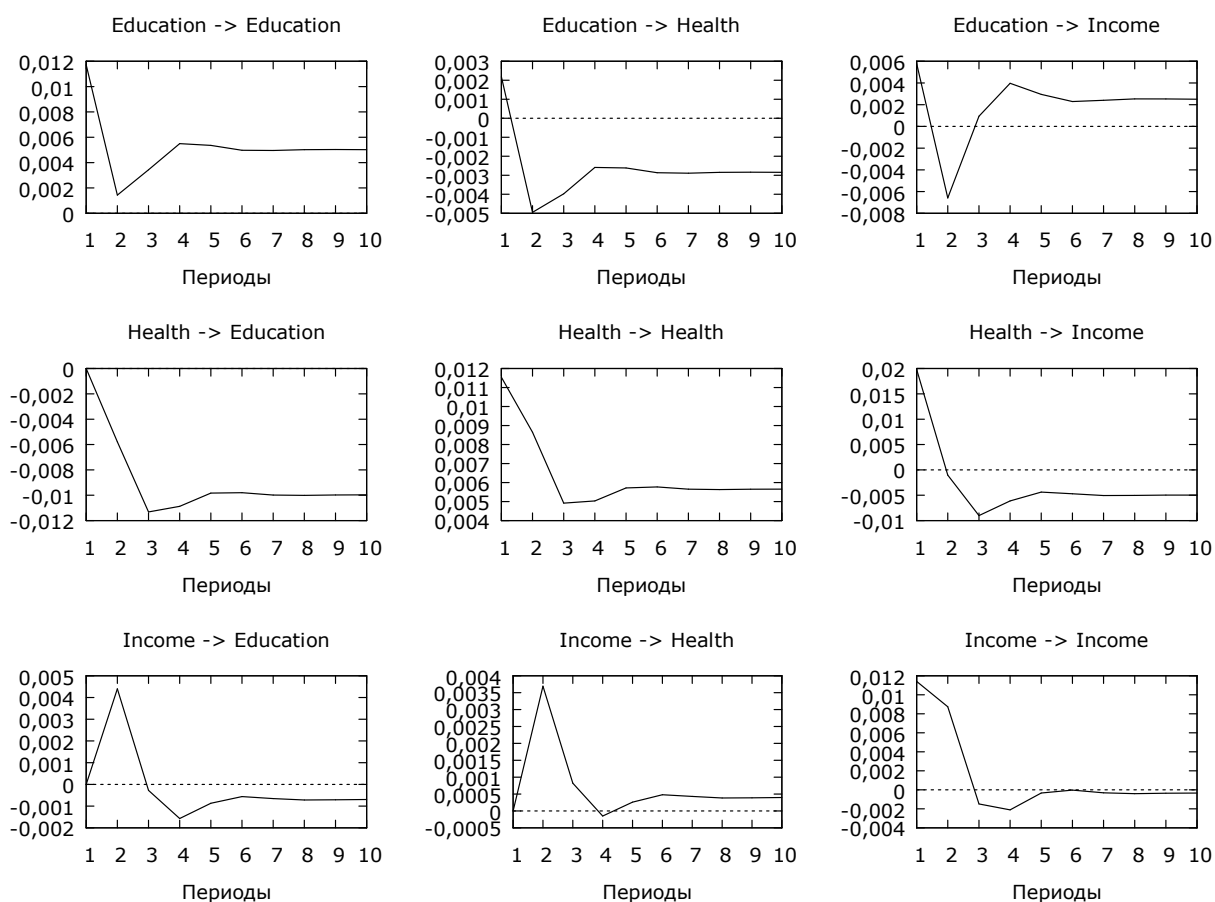 Education -> Education
0,012
0,01
0,008
0,006
0,004
0,002
0
1 2 3 4 5 6 7 8 9 10
Периоды
Education -> Health
0,003
0,002
0,001
0
-0,001
-0,002
-0,003
-0,004
-0,005
1 2 3 4 5 6 7 8 9 10
Периоды
Education -> Income
0,006
0,004
0,002
0
-0,002
-0,004
-0,006
-0,008
1 2 3 4 5 6 7 8 9 10
Периоды
Health -> Education
0
-0,002
-0,004
-0,006
-0,008
-0,01
-0,012
1 2 3 4 5 6 7 8 9 10
Периоды
Health -> Health
0,012
0,011
0,01
0,009
0,008
0,007
0,006
0,005
0,004
1 2 3 4 5 6 7 8 9 10
Периоды
Health -> Income
0,02
0,015
0,01
0,005
0
-0,005
-0,01
1 2 3 4 5 6 7 8 9 10
Периоды
Income -> Education
0,005
0,004
0,003
0,002
0,001
0
-0,001
-0,002
1 2 3 4 5 6 7 8 9 10
Периоды
Income -> Health
0,004
0,0035
0,003
0,0025
0,002
0,0015
0,001
0,0005
0
-0,0005
1 2 3 4 5 6 7 8 9 10
Периоды
Income -> Income
0,012
0,01
0,008
0,006
0,004
0,002
0
-0,002
-0,004
1 2 3 4 5 6 7 8 9 10
Периоды